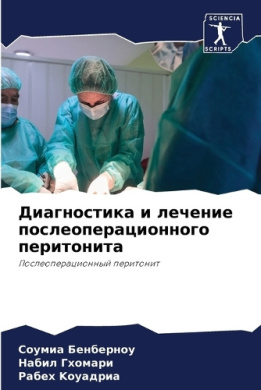 SCIENCIA
SCRIPTS
Диагностика и лечение
послеоперационного
перитонита
Послеоперационный перитонит
Соумиа Бенберноу
Набил Гхомари
Рабех Коуадриа